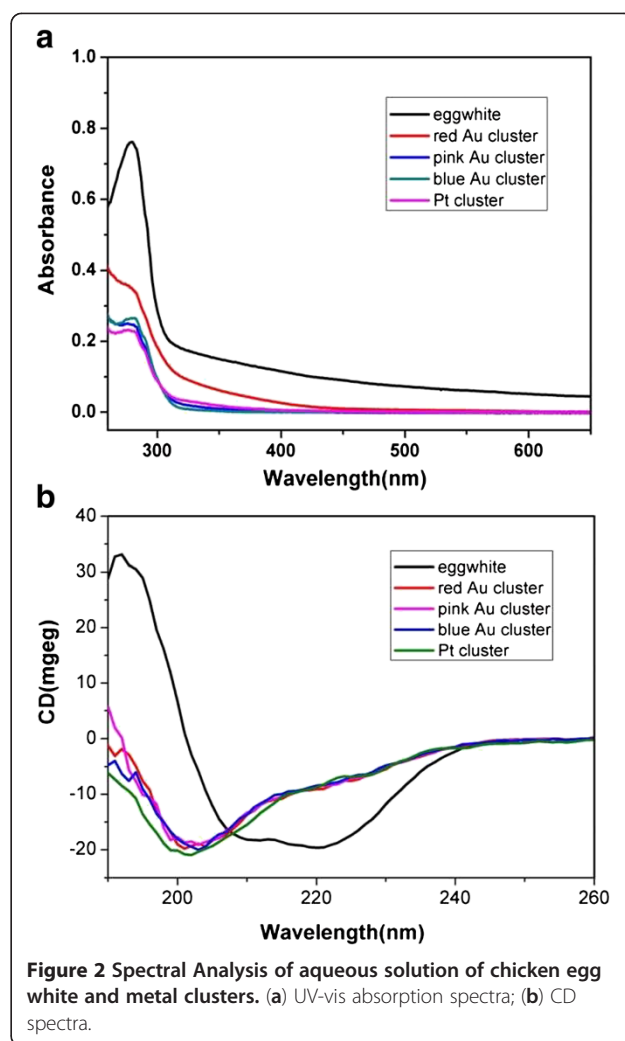 a
1.0
0.8
0.6
0.4
0.2
0.0
Absorbance
eggwhite
red Au cluster
pink Au cluster
blue Au cluster
Pt cluster
300 400 500 600
Wavelength(nm)
b
40
30
20
10
0
-10
-20
CD(mgeg)
eggwhite
red Au cluster
pink Au cluster
blue Au cluster
Pt cluster
200 220 240 260
Wavelength(nm)
Figure 2 Spectral Analysis of aqueous solution of chicken egg
white and metal clusters. (a) UV-vis absorption spectra; (b) CD
spectra.